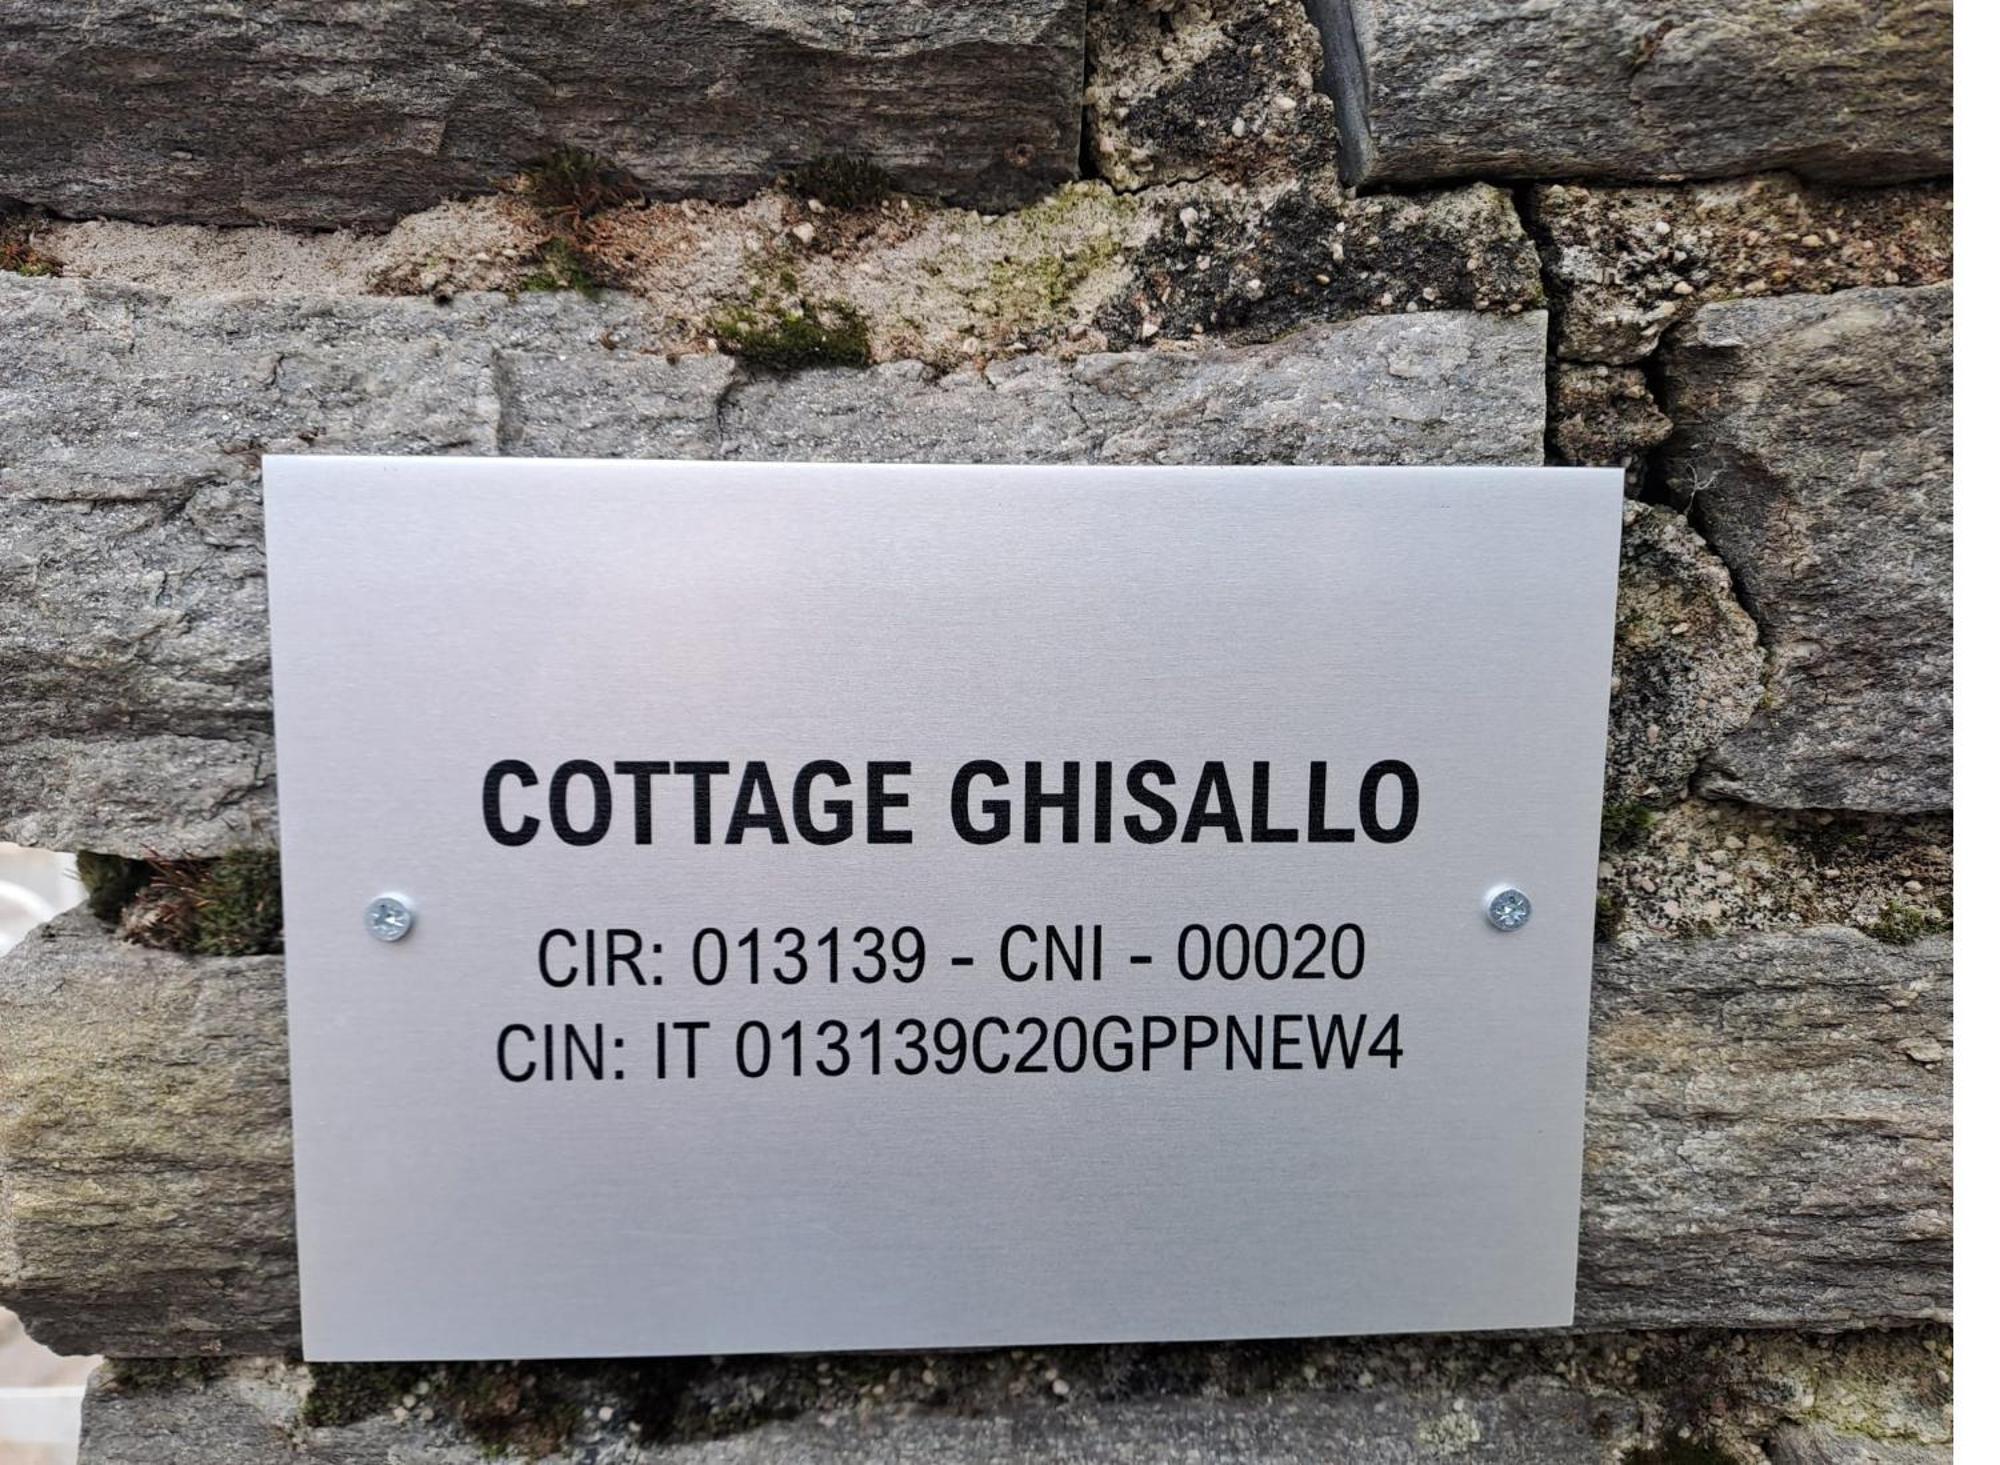 COTTAGE GHISALLO
CIR: 013139 - CNI - 00020
CIN: IT 013139C20GPPNEW4